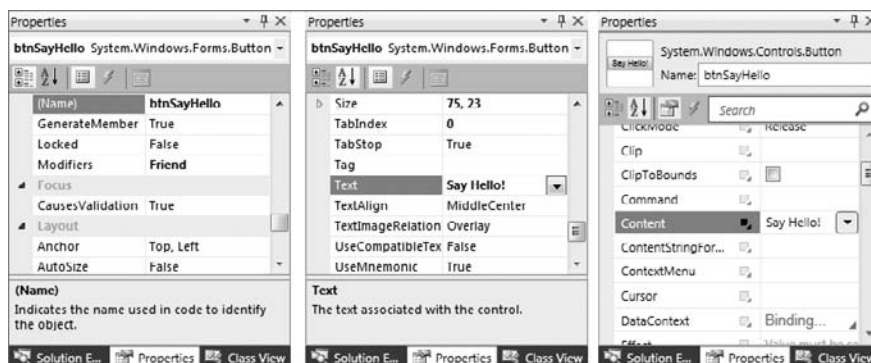 Properties
btnSayHello System.Windows.Forms.Button
(Name) btnSayHello
GenerateMember True
Locked False
Modifiers Friend
Focus
CausesValidation True
Layout
Anchor Top, Left
AutoSize False
(Name)
Indicates the name used in code to identify
the object.
Solution E... Properties Class View
Properties
btnSayHello System.Windows.Forms.Button
Size 75, 23
TabIndex 0
TabStop True
Tag
Text Say Hello!
TextAlign MiddleCenter
TextImageRelation Overlay
UseCompatibleTex False
UseMnemonic True
Text
The text associated with the control.
Solution E... Properties Class View
Properties
Say Hello!
System.Windows.Controls.Button
Name: btnSayHello
Search
ClickMode Release
Clip
ClipToBounds
Command
Content Say Hello!
ContentStringFor...
ContextMenu
Cursor
DataContext Binding...
Effect Value must be
Solution E... Properties Class View